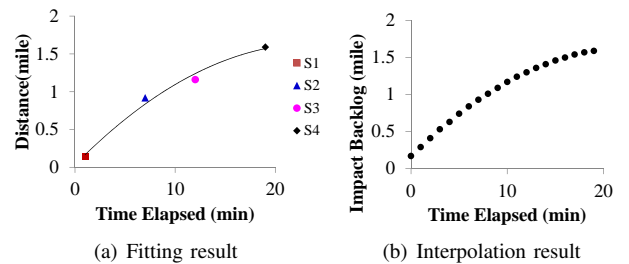 2
1.5
1
0.5
0
0 10 20
Distance(mile)
Time Elapsed (min)
S1
S2
S3
S4
(a) Fitting result
2
1.5
1
0.5
0
0 10 20
Impact Backlog (mile)
Time Elapsed (min)
(b) Interpolation result